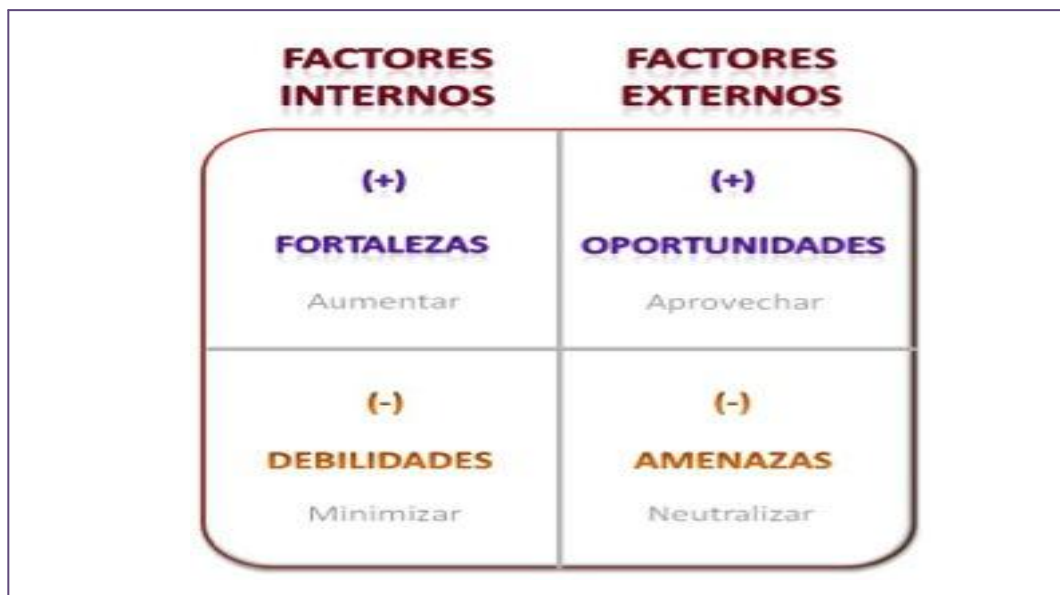 FACTORES
INTERNOS
FACTORES
EXTERNOS
(+)
FORTALEZAS
Aumentar
(+)
OPORTUNIDADES
Aprovechar
(-)
DEBILIDADES
Minimizar
(-)
AMENAZAS
Neutralizar